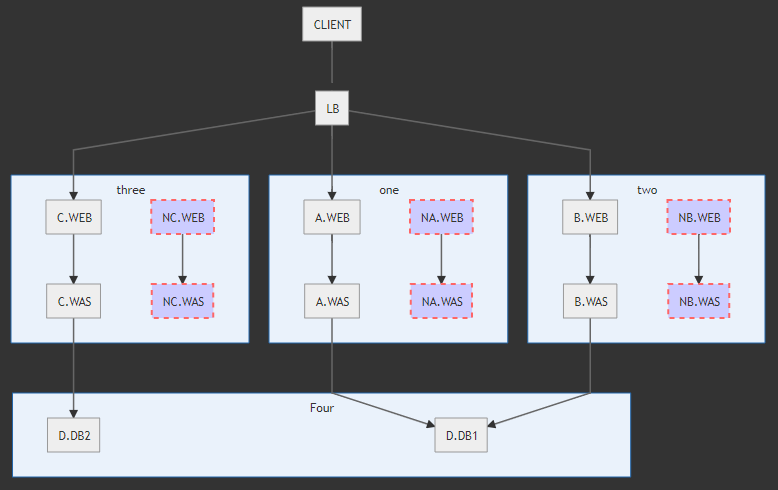 CLIENT
LB
three
one
two
C.WEB
NC.WEB
A.WEB
NA.WEB
B.WEB
NB.WEB
C.WAS
NC.WAS
A.WAS
NA.WAS
B.WAS
NB.WAS
Four
D.DB2
D.DB1